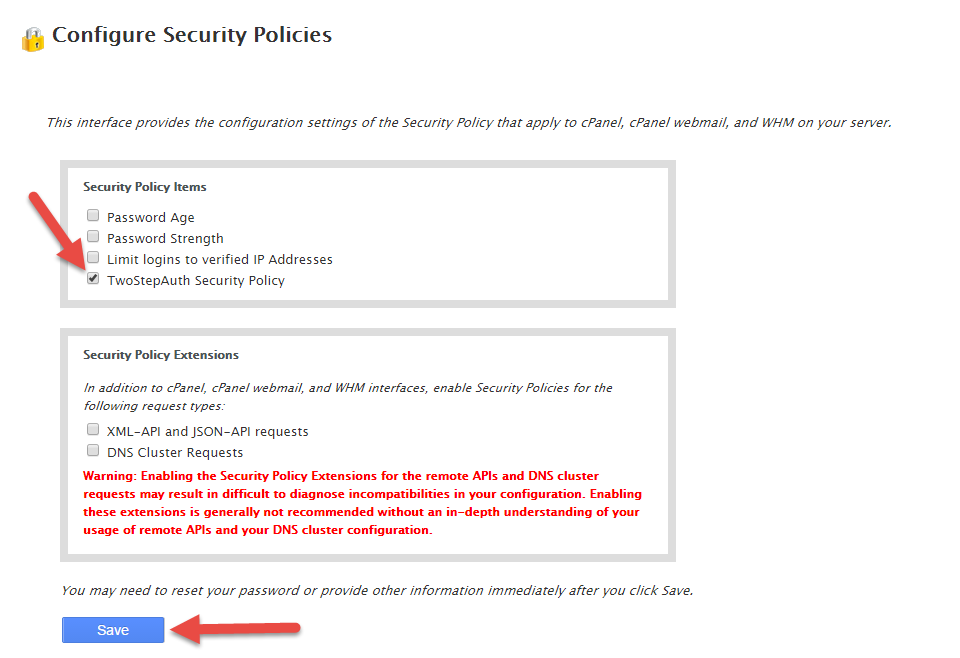 Configure Security Policies
This interface provides the configuration settings of the Security Policy that apply to cPanel, cPanel webmail, and WHM on your server.
Security Policy Items
Password Age
Password Strength
Limit logins to verified IP Addresses
TwoStepAuth Security Policy
Security Policy Extensions
In addition to cPanel, cPanel webmail, and WHM interfaces, enable Security Policies for the
following request types:
XML-API and JSON-API requests
DNS Cluster Requests
Warning: Enabling the Security Policy Extensions for the remote APIs and DNS cluster
requests may result in difficult to diagnose incompatibilities in your configuration. Enabling
these extensions is generally not recommended without an in-depth understanding of your
usage of remote APIs and your DNS cluster configuration.
You may need to reset your password or provide other information immediately after you click Save.
Save